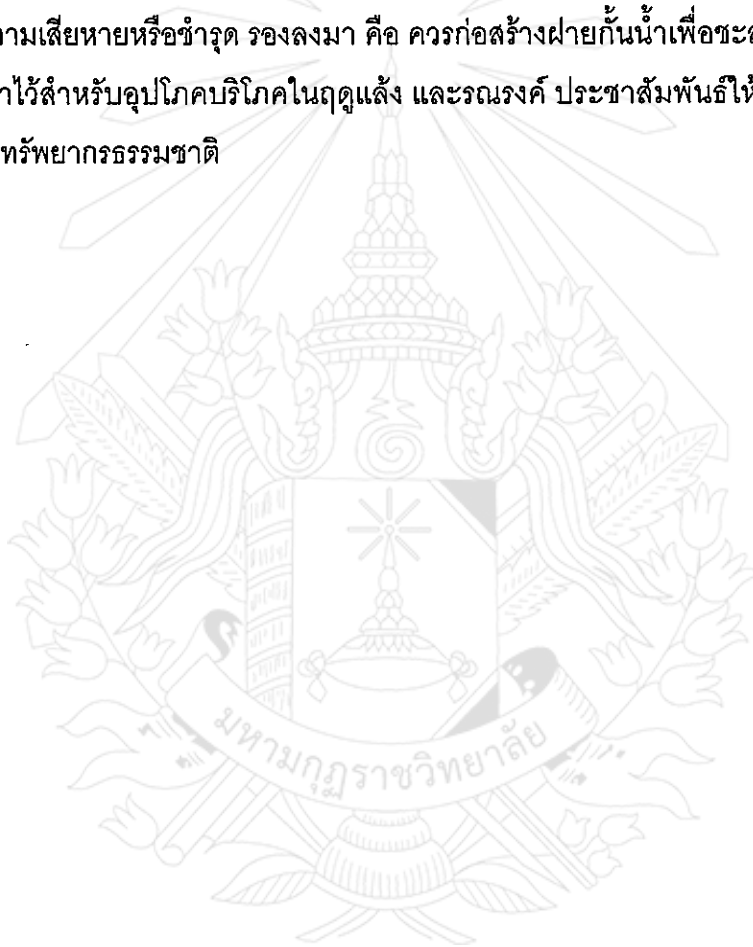 ามเสียหายหรือชำรุด รองลงมา คือ ควรก่อสร้างฝายกั้นน้ำเพื่อชะล
าไว้สำหรับอุปโภคบริโภคในฤดูแล้ง และรณรงค์ ประชาสัมพันธ์ให้
ทรัพยากรธรรมชาติ
มหามกุฏราชวิทยาลัย